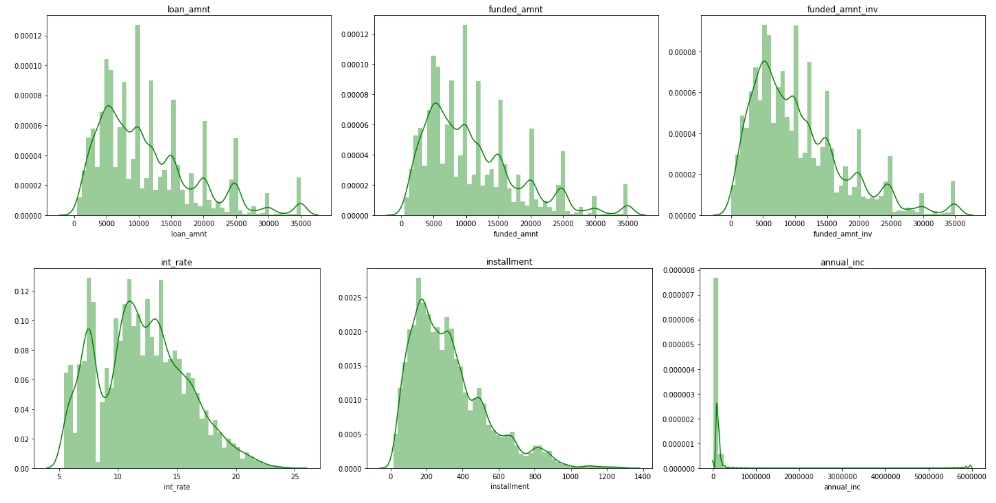 loan_amnt
0.00012
0.00010
0.00008
0.00006
0.00004
0.00002
0.00000
0 5000 10000 15000 20000 25000 30000 35000
loan_amnt
funded_amnt
0.00012
0.00010
0.00008
0.00006
0.00004
0.00002
0.00000
0 5000 10000 15000 20000 25000 30000 35000
funded_amnt
funded_amnt_inv
0.00008
0.00006
0.00004
0.00002
0.00000
0 5000 10000 15000 20000 25000 30000 35000
funded_amnt_inv
int_rate
0.12
0.10
0.08
0.06
0.04
0.02
0.00
5 10 15 20 25
int_rate
installment
0.0025
0.0020
0.0015
0.0010
0.0005
0.0000
0 200 400 600 800 1000 1200 1400
installment
annual_inc
0.000008
0.000007
0.000006
0.000005
0.000004
0.000003
0.000002
0.000001
0.000000
0 1000000 2000000 3000000 4000000 5000000 6000000
annual_inc